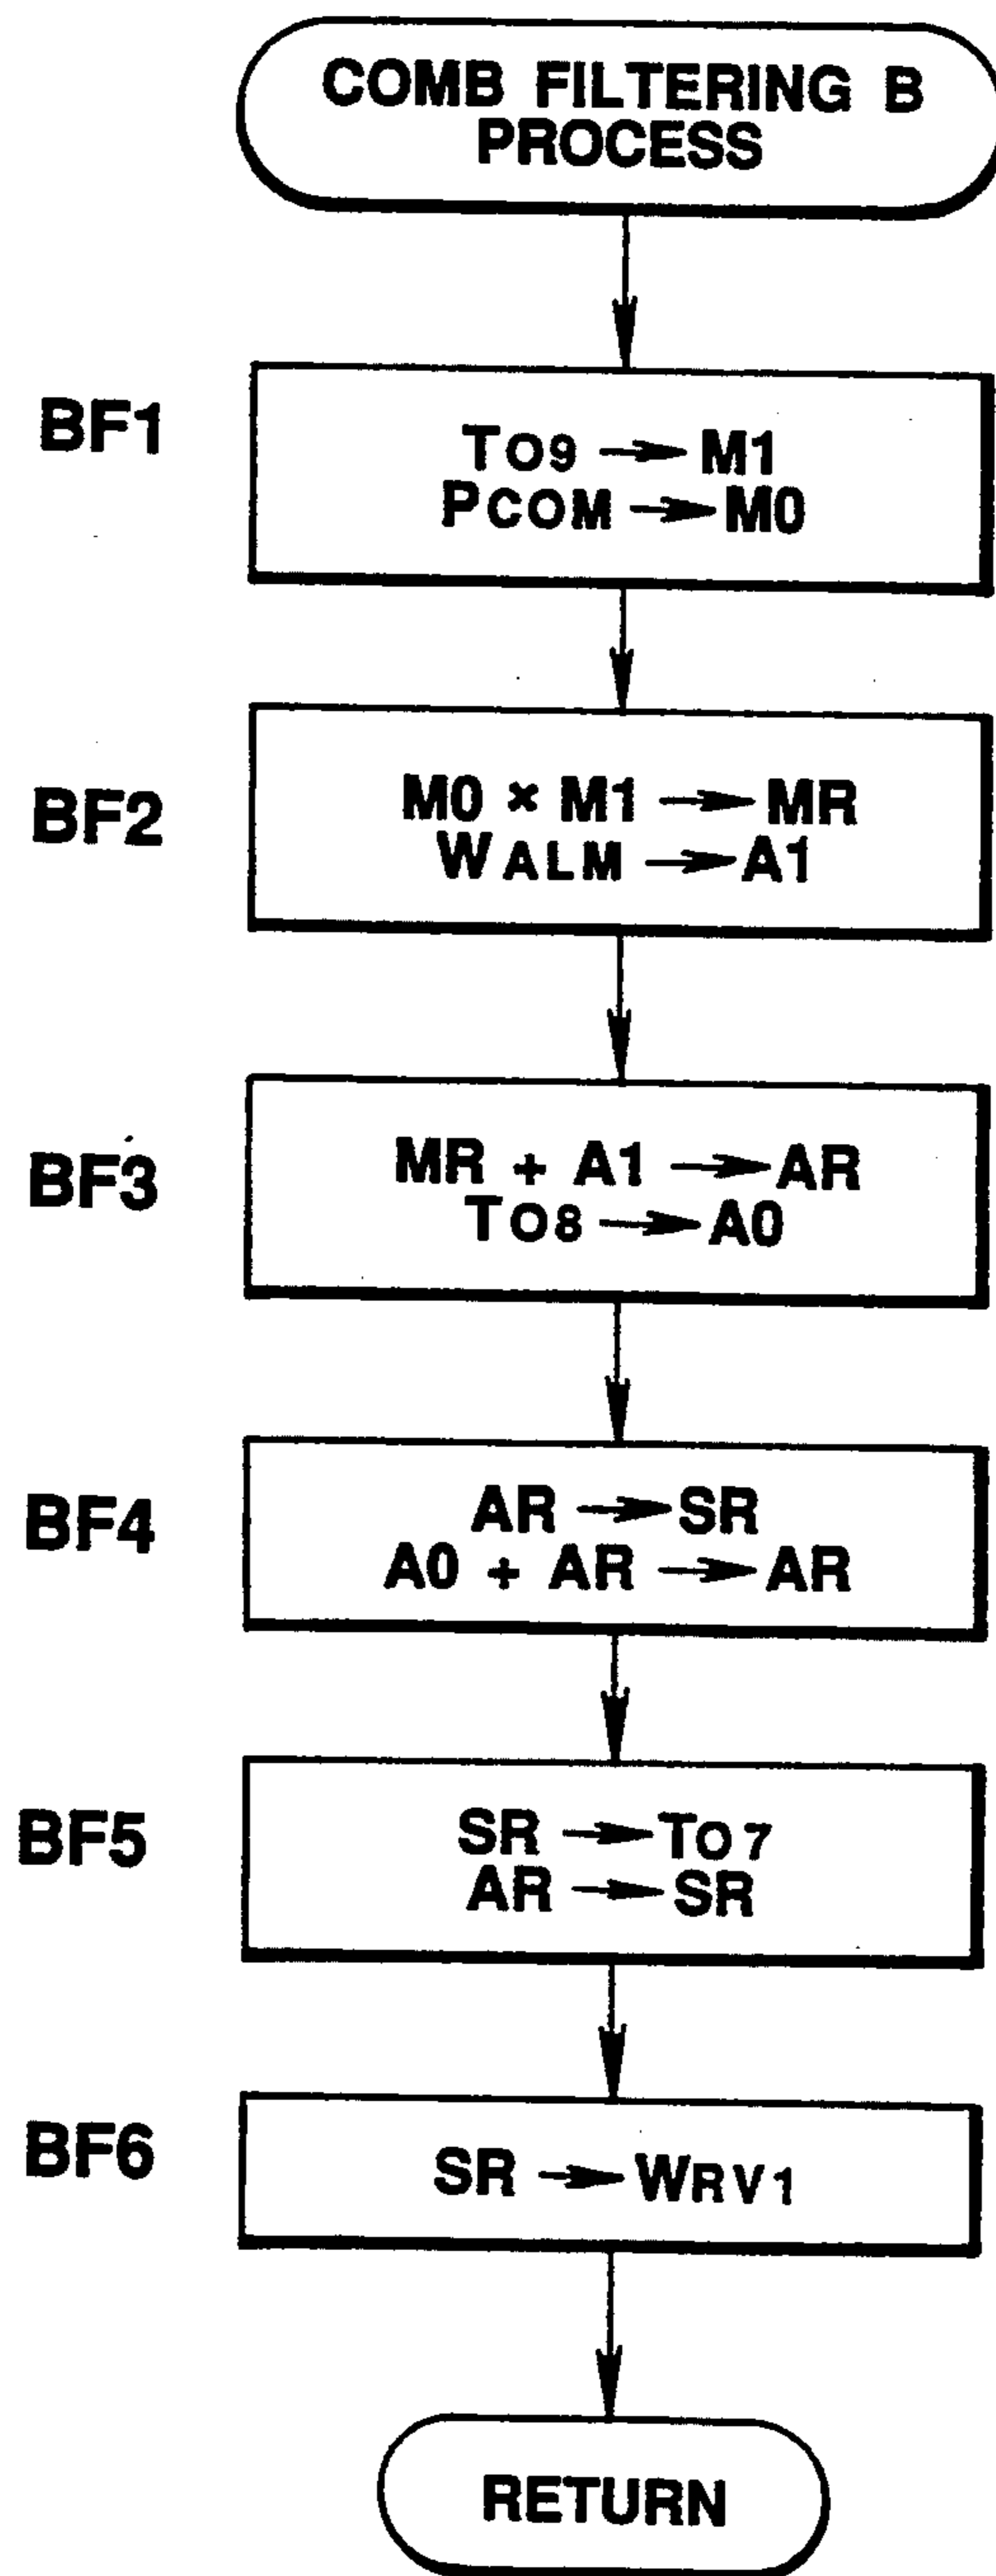 COMB FILTERING B
PROCESS
BF1
TO9 → M1
PCOM → M0
BF2
M0 × M1 → MR
WALM → A1
BF3
MR + A1 → AR
TO8 → A0
BF4
AR → SR
A0 + AR → AR
BF5
SR → TO7
AR → SR
BF6
SR → WRV1
RETURN